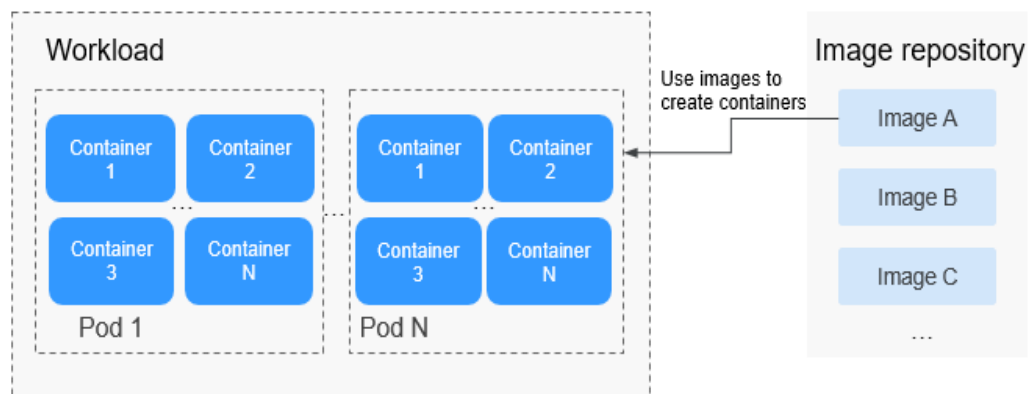 Workload
Image repository
Use images to
create containers
Container
1
Container
2
...
Container
3
Container
N
Pod 1
...
Container
1
Container
2
...
Container
3
Container
N
Pod N
Image A
Image B
Image C
...